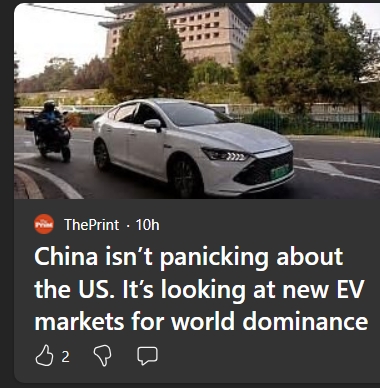 ThePrint · 10h
China isn't panicking about
the US. It's looking at new EV
markets for world dominance
2